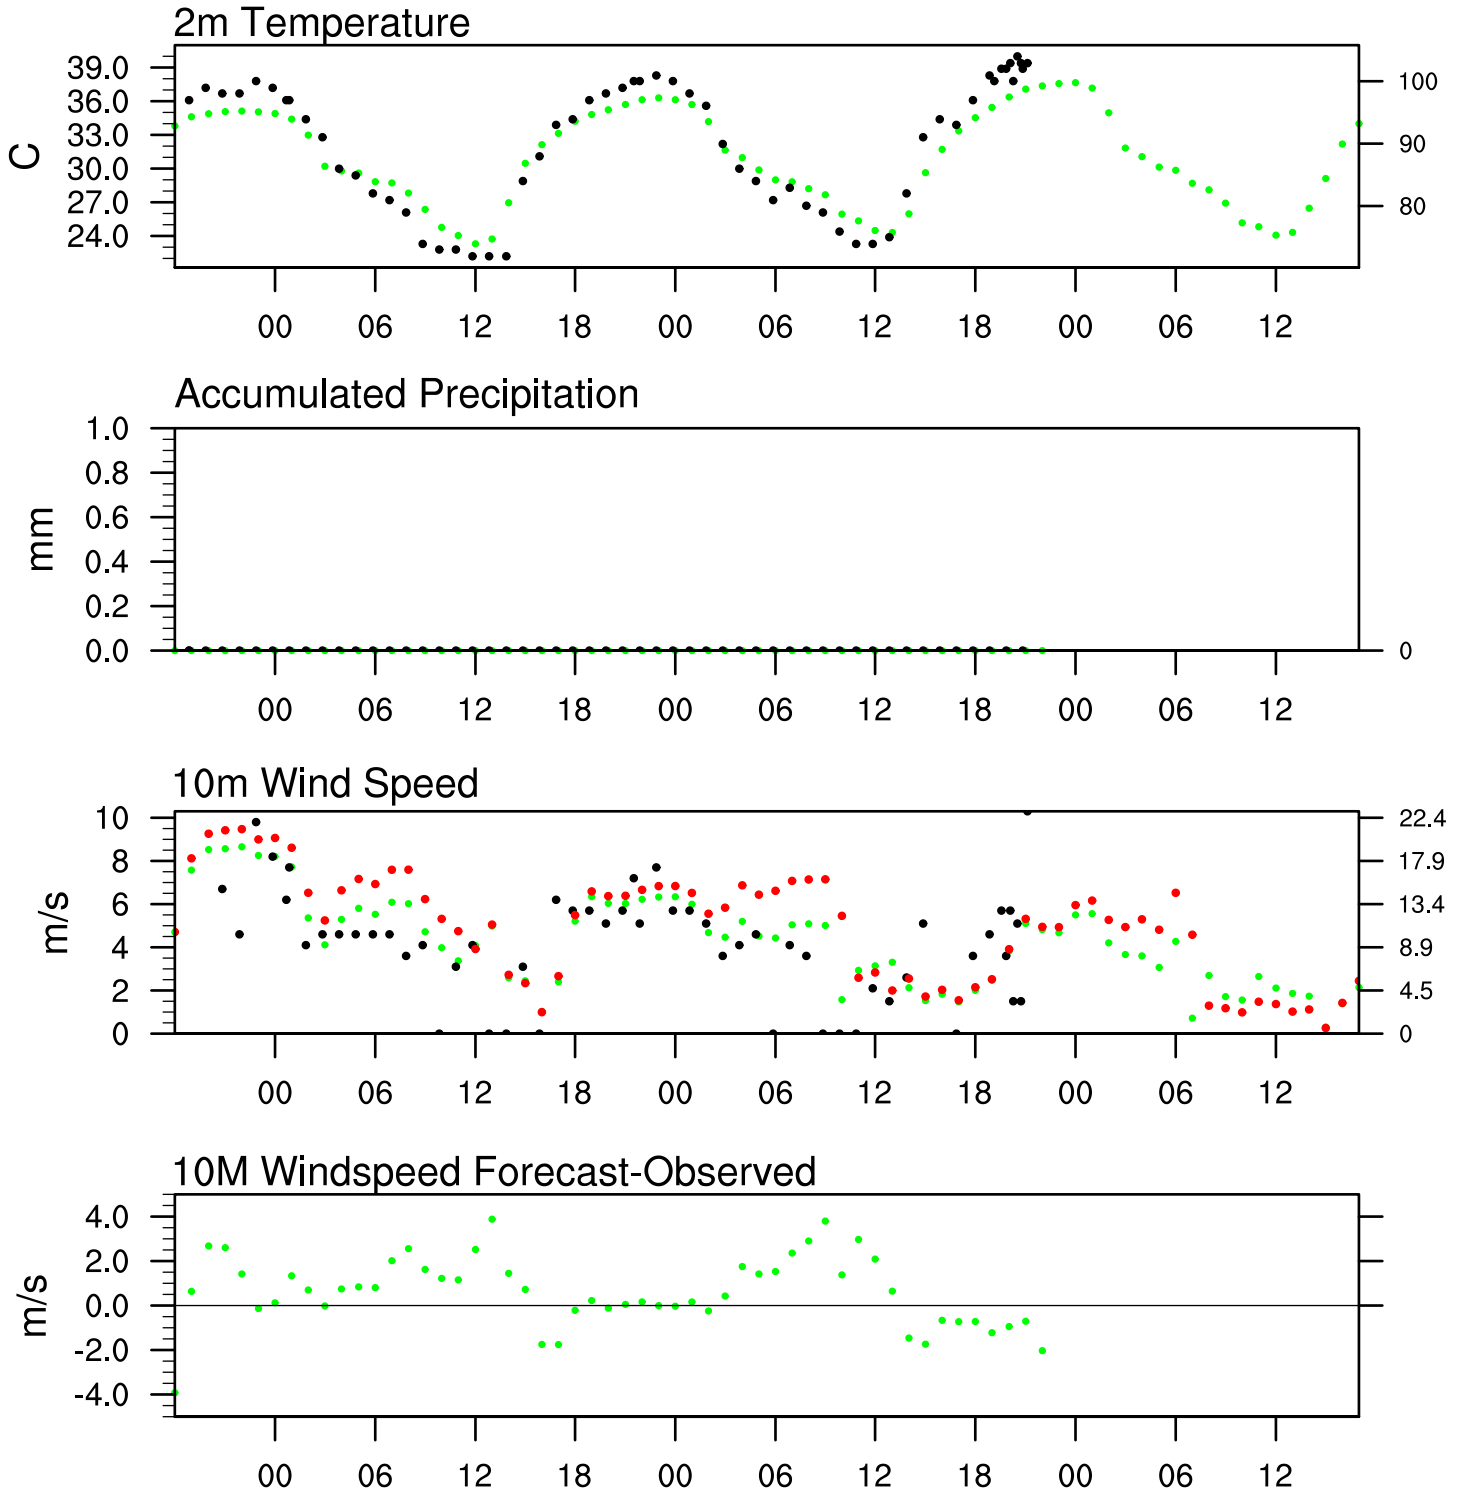 2m Temperature
39.0
36.0
33.0
30.0
27.0
24.0
C
100
90
80
00 06 12 18 00 06 12 18 00 06 12
Accumulated Precipitation
1.0
0.8
0.6
0.4
0.2
0.0
mm
0
00 06 12 18 00 06 12 18 00 06 12
10m Wind Speed
10
8
6
4
2
0
m/s
22.4
17.9
13.4
8.9
4.5
0
00 06 12 18 00 06 12 18 00 06 12
10M Windspeed Forecast-Observed
4.0
2.0
0.0
-2.0
-4.0
m/s
00 06 12 18 00 06 12 18 00 06 12